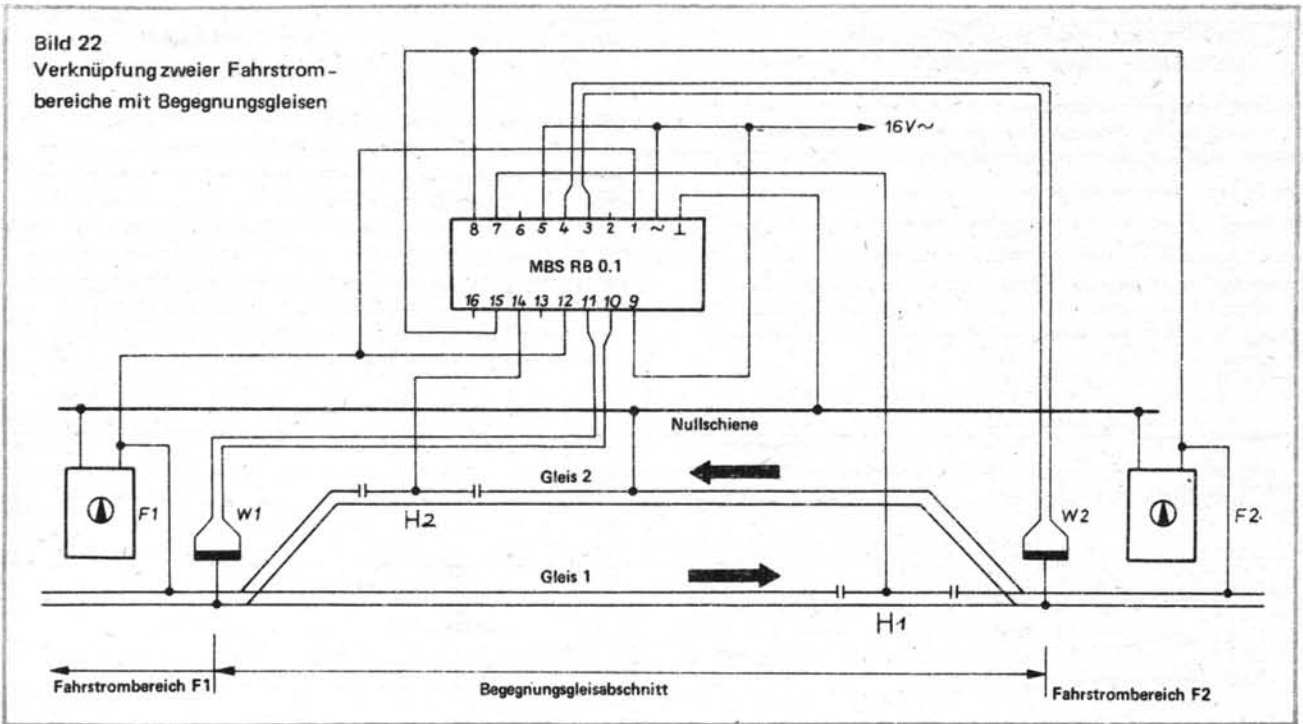 Bild 22
Verknüpfung zweier Fahrstrom-
bereiche mit Begegnungsgleisen
16V~
8 7 6 5 4 3 2 1 ~ ⊥
MBS RB 0.1
16 15 14 13 12 11 10 9
Nullschiene
Gleis 2
F1
W1
H2
W2
F2
Gleis 1
H1
Fahrstrombereich F1
Begegnungsgleisabschnitt
Fahrstrombereich F2